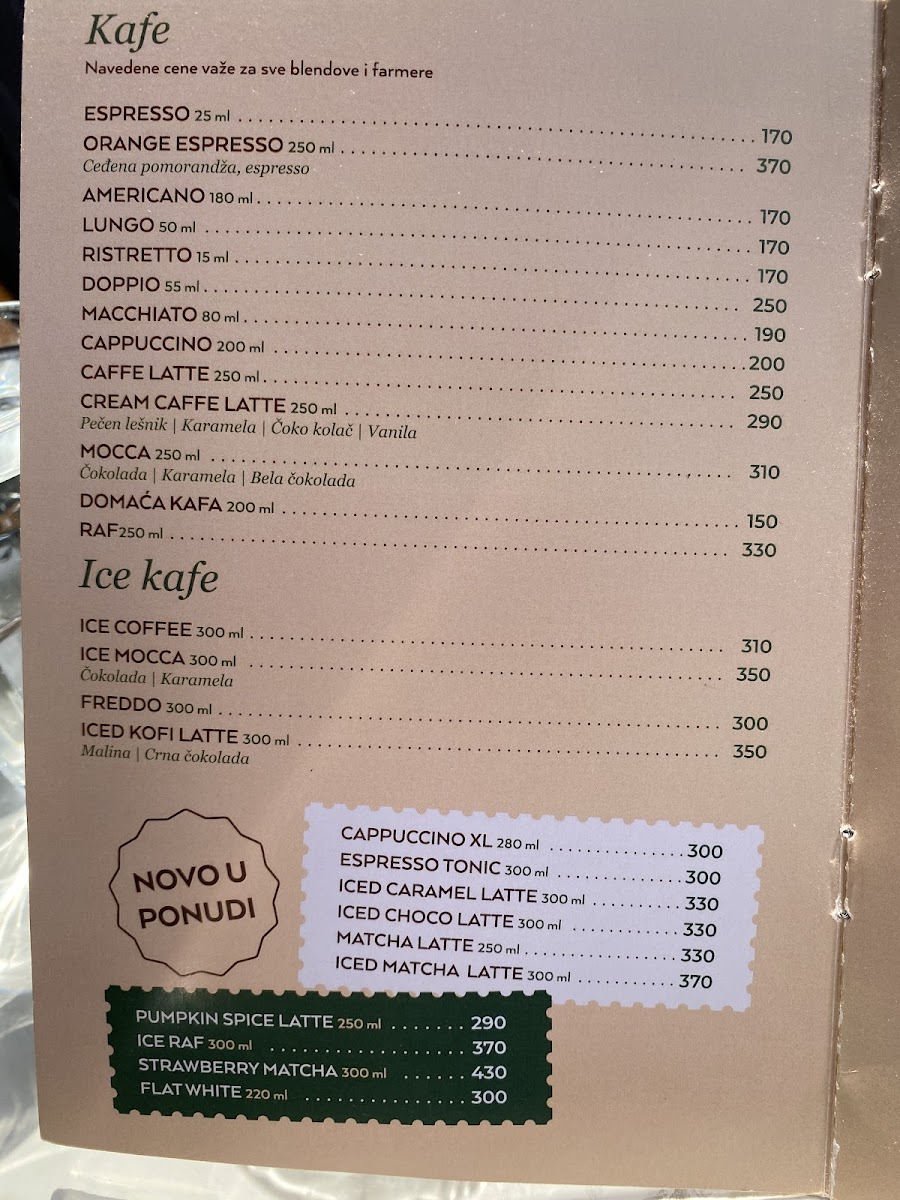 Kafe
Navedene cene važe za sve blendove i farmere
ESPRESSO 25 ml 170
ORANGE ESPRESSO 250 ml 370
Ceđena pomorandža, espresso
AMERICANO 180 ml 170
LUNGO 50 ml 170
RISTRETTO 15 ml 170
DOPPIO 55 ml 250
MACCHIATO 80 ml 190
CAPPUCCINO 200 ml 200
CAFFE LATTE 250 ml 250
CREAM CAFFE LATTE 250 ml 290
Pečen lešnik | Karamela | Čoko kolač | Vanila
MOCCA 250 ml 310
Čokolada | Karamela | Bela čokolada
DOMAĆA KAFA 200 ml 150
RAF250 ml 330
Ice kafe
ICE COFFEE 300 ml 310
ICE MOCCA 300 ml 350
Čokolada | Karamela
FREDDO 300 ml 300
ICED KOFI LATTE 300 ml 350
Malina | Crna čokolada
NOVO U
PONUDI
CAPPUCCINO XL 280 ml 300
ESPRESSO TONIC 300 ml 300
ICED CARAMEL LATTE 300 ml 330
ICED CHOCO LATTE 300 ml 330
MATCHA LATTE 250 ml 330
ICED MATCHA LATTE 300 ml 370
PUMPKIN SPICE LATTE 250 ml 290
ICE RAF 300 ml 370
STRAWBERRY MATCHA 300 ml 430
FLAT WHITE 220 ml 300